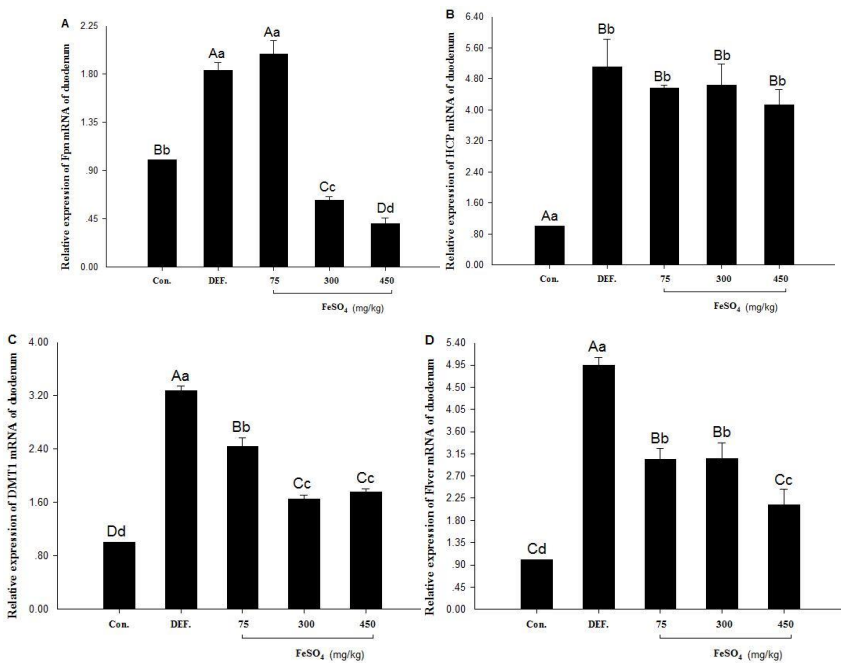 A
Relative expression of Fpn mRNA of duodenum
2.25
1.80
1.35
.90
.45
0.00
Bb
Aa
Aa
Cc
Dd
Con.
DEF.
75
300
450
FeSO₄ (mg/kg)
B
Relative expression of HCP mRNA of duodenum
6.40
5.60
4.80
4.00
3.20
2.40
1.60
.80
0.00
Aa
Bb
Bb
Bb
Bb
Con.
DEF.
75
300
450
FeSO₄ (mg/kg)
C
Relative expression of DMT1 mRNA of duodenum
4.00
3.20
2.40
1.60
.80
0.00
Dd
Aa
Bb
Cc
Cc
Con.
DEF.
75
300
450
FeSO₄ (mg/kg)
D
Relative expression of Flvcr mRNA of duodenum
5.40
4.95
4.50
4.05
3.60
3.15
2.70
2.25
1.80
1.35
.90
.45
0.00
Cd
Aa
Bb
Bb
Cc
Con.
DEF.
75
300
450
FeSO₄ (mg/kg)